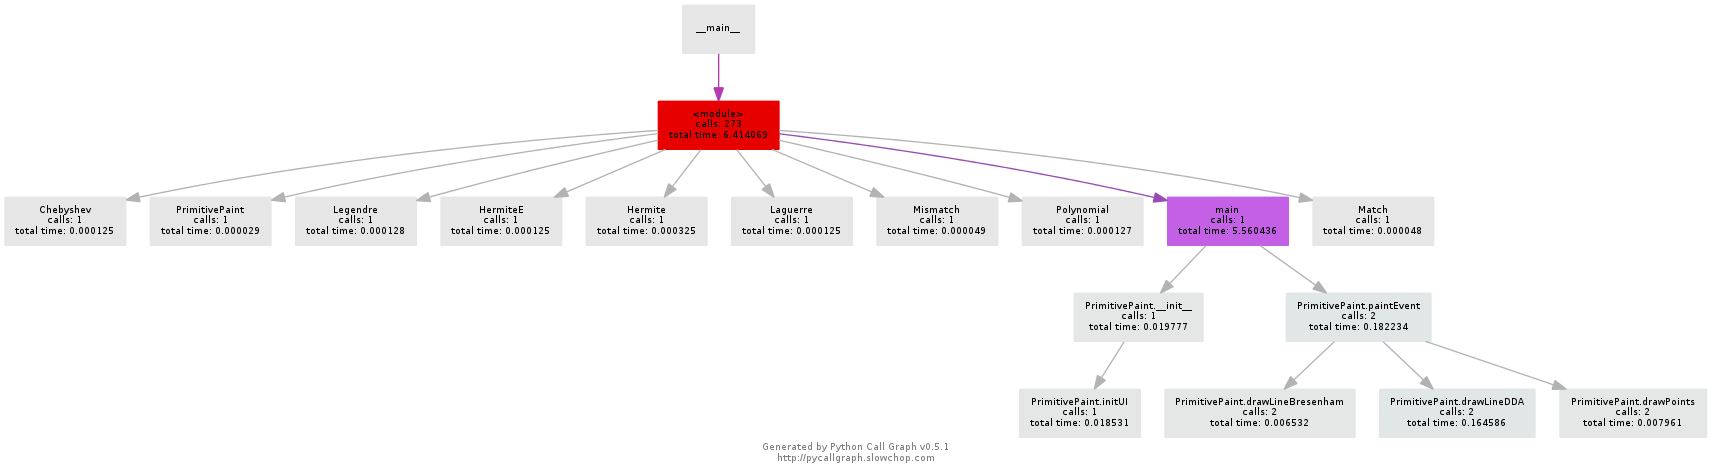 __main__
<module>
calls: 273
total time: 6.414069
Chebyshev
calls: 1
total time: 0.000125
PrimitivePaint
calls: 1
total time: 0.000029
Legendre
calls: 1
total time: 0.000128
HermiteE
calls: 1
total time: 0.000125
Hermite
calls: 1
total time: 0.000325
Laguerre
calls: 1
total time: 0.000125
Mismatch
calls: 1
total time: 0.000049
Polynomial
calls: 1
total time: 0.000127
main
calls: 1
total time: 5.560436
Match
calls: 1
total time: 0.000048
PrimitivePaint.__init__
calls: 1
total time: 0.019777
PrimitivePaint.paintEvent
calls: 2
total time: 0.182234
PrimitivePaint.initUI
calls: 1
total time: 0.018531
PrimitivePaint.drawLineBresenham
calls: 2
total time: 0.006532
PrimitivePaint.drawLineDDA
calls: 2
total time: 0.164586
PrimitivePaint.drawPoints
calls: 2
total time: 0.007961
Generated by Python Call Graph v0.5.1
http://pycallgraph.slowchop.com